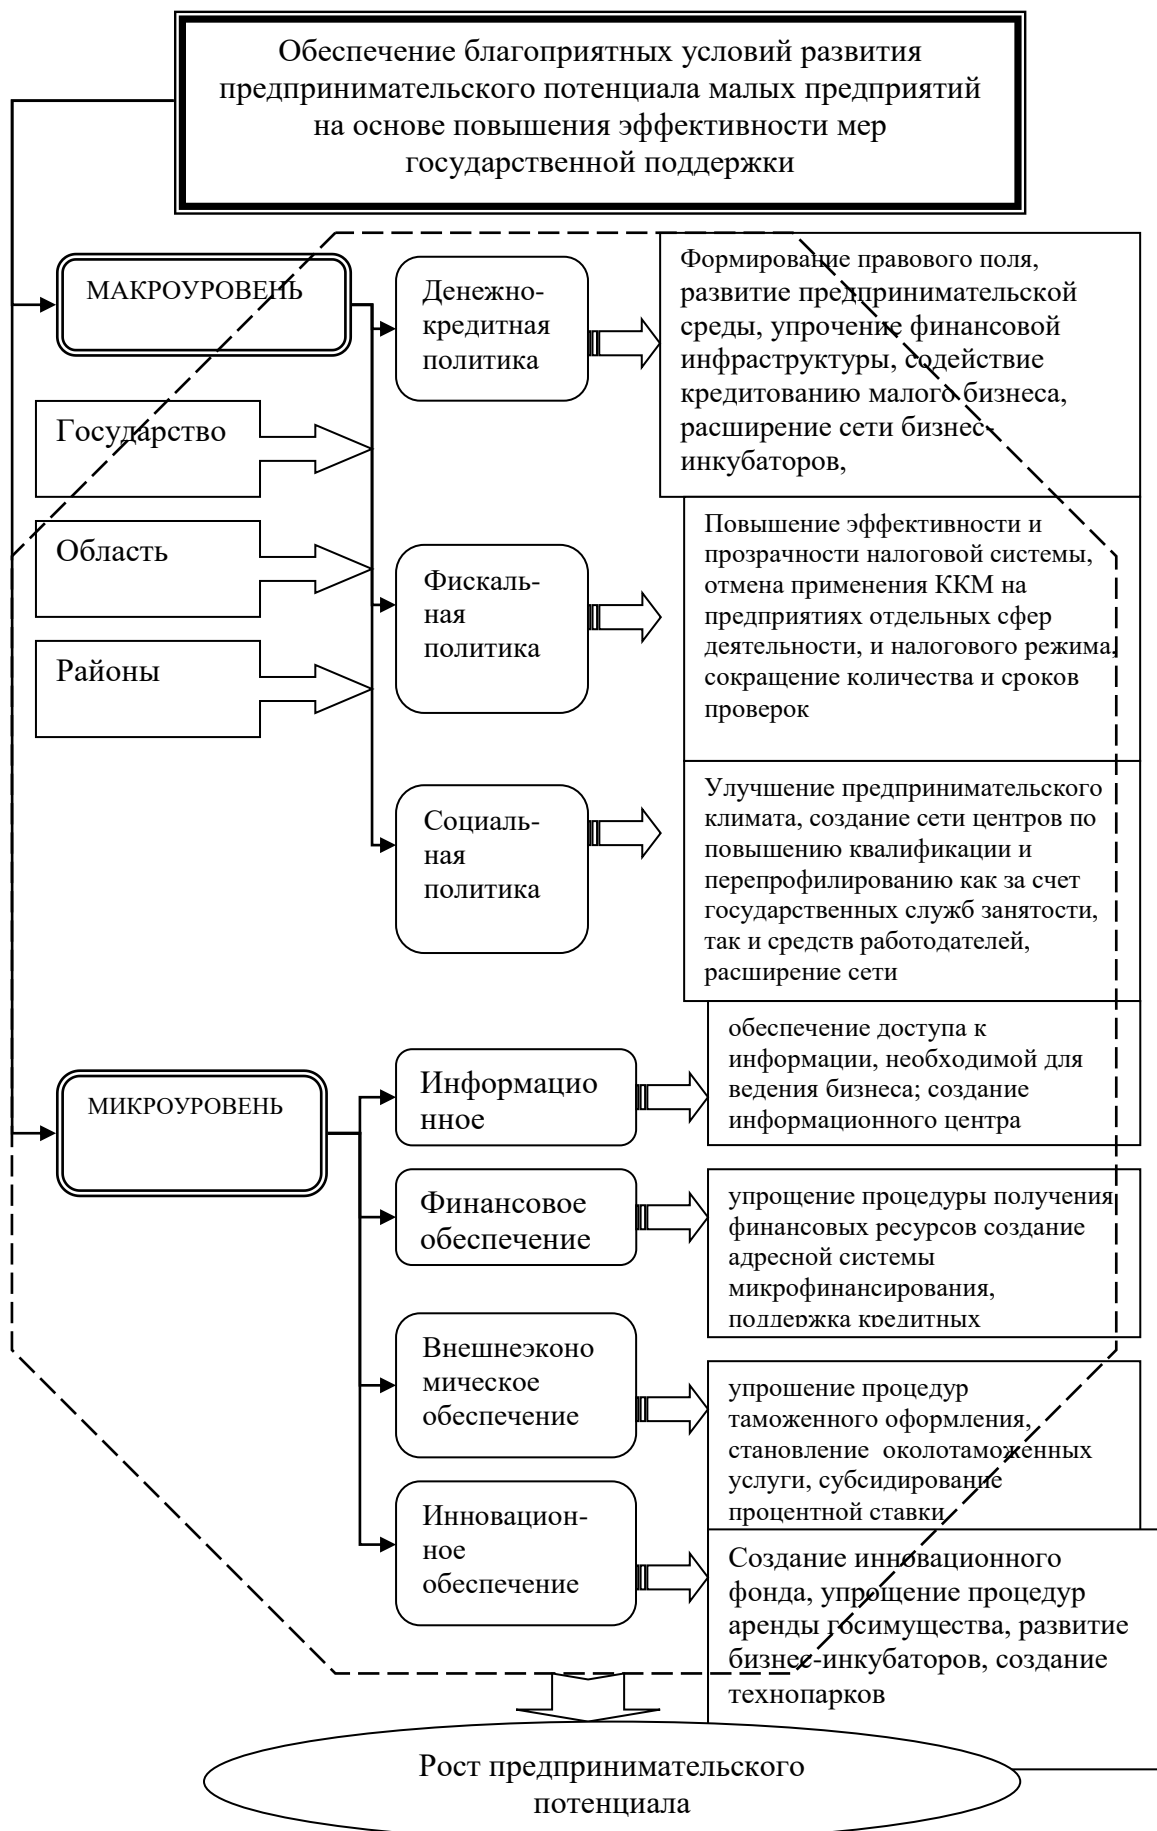 Обеспечение благоприятных условий развития
предпринимательского потенциала малых предприятий
на основе повышения эффективности мер
государственной поддержки
МАКРОУРОВЕНЬ
Государство
Область
Районы
Денежно-
кредитная
политика
Формирование правового поля,
развитие предпринимательской
среды, упрочение финансовой
инфраструктуры, содействие
кредитованию малого бизнеса,
расширение сети бизнес-
инкубаторов,
Фискаль-
ная
политика
Повышение эффективности и
прозрачности налоговой системы,
отмена применения ККМ на
предприятиях отдельных сфер
деятельности, и налогового режима,
сокращение количества и сроков
проверок
Социаль-
ная
политика
Улучшение предпринимательского
климата, создание сети центров по
повышению квалификации и
перепрофилированию как за счет
государственных служб занятости,
так и средств работодателей,
расширение сети
МИКРОУРОВЕНЬ
Информацио
нное
обеспечение доступа к
информации, необходимой для
ведения бизнеса; создание
информационного центра
Финансовое
обеспечение
упрощение процедуры получения
финансовых ресурсов создание
адресной системы
микрофинансирования,
поддержка кредитных
Внешнеэконо
мическое
обеспечение
упрошение процедур
таможенного оформления,
становление околотаможенных
услуги, субсидирование
процентной ставки
Инновацион-
ное
обеспечение
Создание инновационного
фонда, упрощение процедур
аренды госимущества, развитие
бизнес-инкубаторов, создание
технопарков
Рост предпринимательского
потенциала